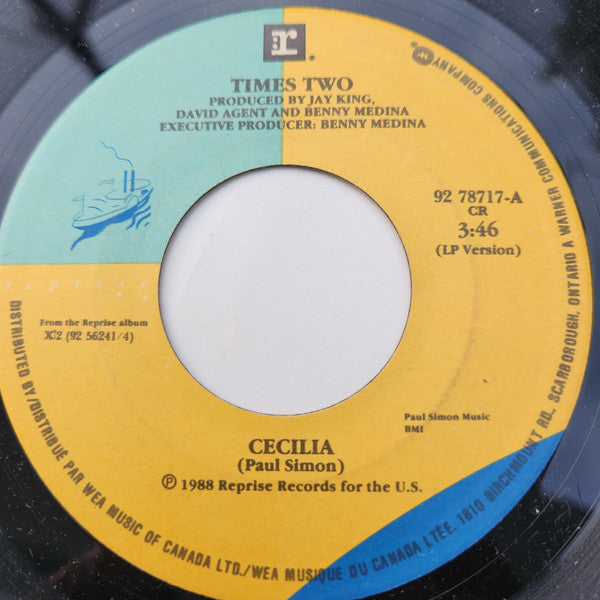 r
TIMES TWO
PRODUCED BY JAY KING,
DAVID AGENT AND BENNY MEDINA
EXECUTIVE PRODUCER: BENNY MEDINA
92 78717-A
CR
3:46
(LP Version)
reprise
From the Reprise album
X2 (92 56241/4)
Paul Simon Music
BMI
CECILIA
(Paul Simon)
℗ 1988 Reprise Records for the U.S.
DISTRIBUTED BY/DISTRIBUÉ PAR WEA MUSIC OF CANADA LTD./WEA MUSIQUE DU CANADA LTÉE. 1810 BIRCHMOUNT RD., SCARBOROUGH, ONTARIO A WARNER COMMUNICATIONS COMPANY